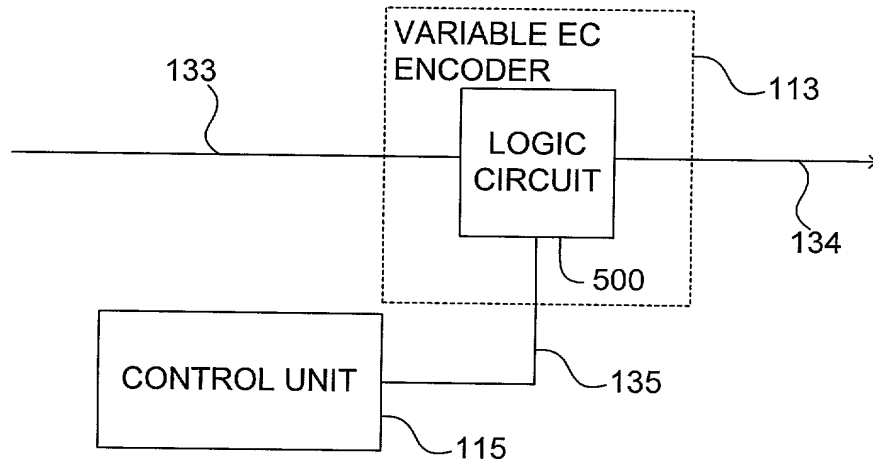 VARIABLE EC
ENCODER
133
113
LOGIC
CIRCUIT
134
500
CONTROL UNIT
135
115